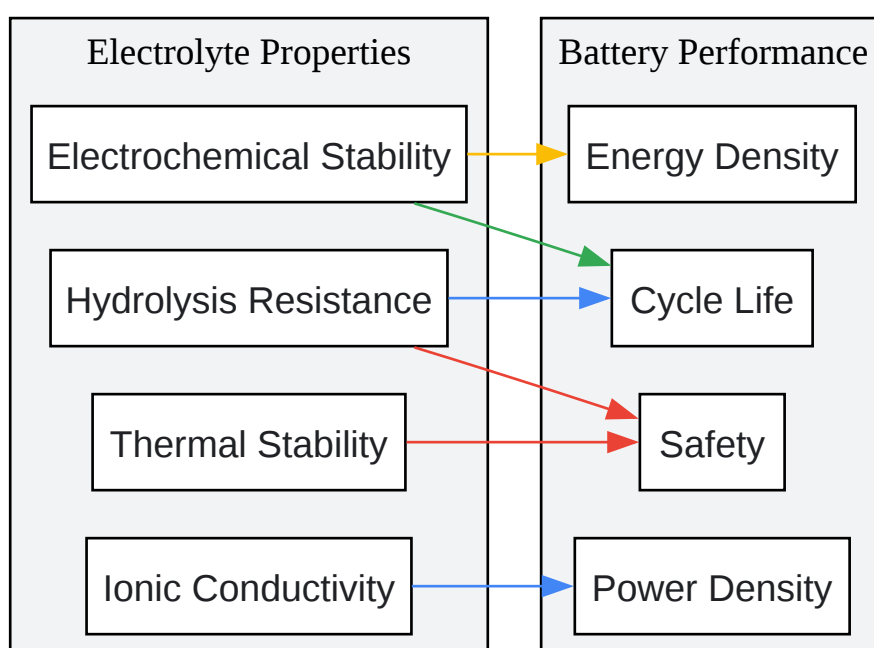 Electrolyte Properties
Battery Performance
Electrochemical Stability
Energy Density
Hydrolysis Resistance
Cycle Life
Thermal Stability
Safety
Ionic Conductivity
Power Density